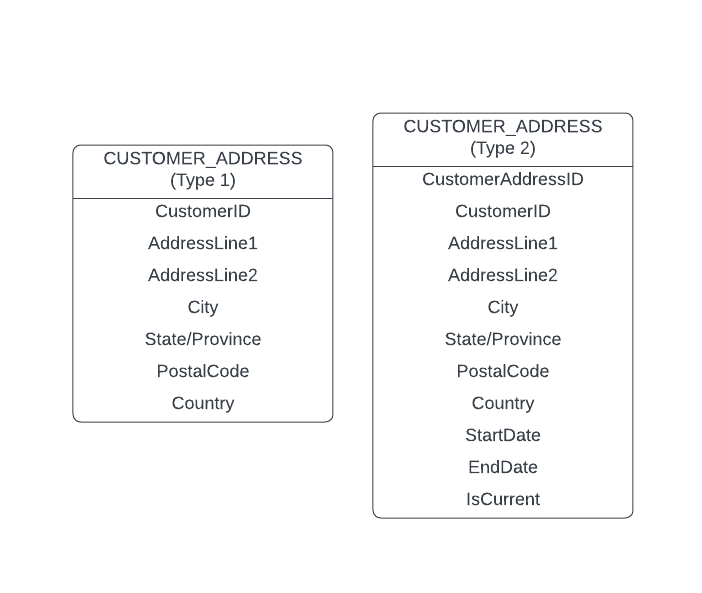 CUSTOMER_ADDRESS
(Type 1)
CustomerID
AddressLine1
AddressLine2
City
State/Province
PostalCode
Country
CUSTOMER_ADDRESS
(Type 2)
CustomerAddressID
CustomerID
AddressLine1
AddressLine2
City
State/Province
PostalCode
Country
StartDate
EndDate
IsCurrent